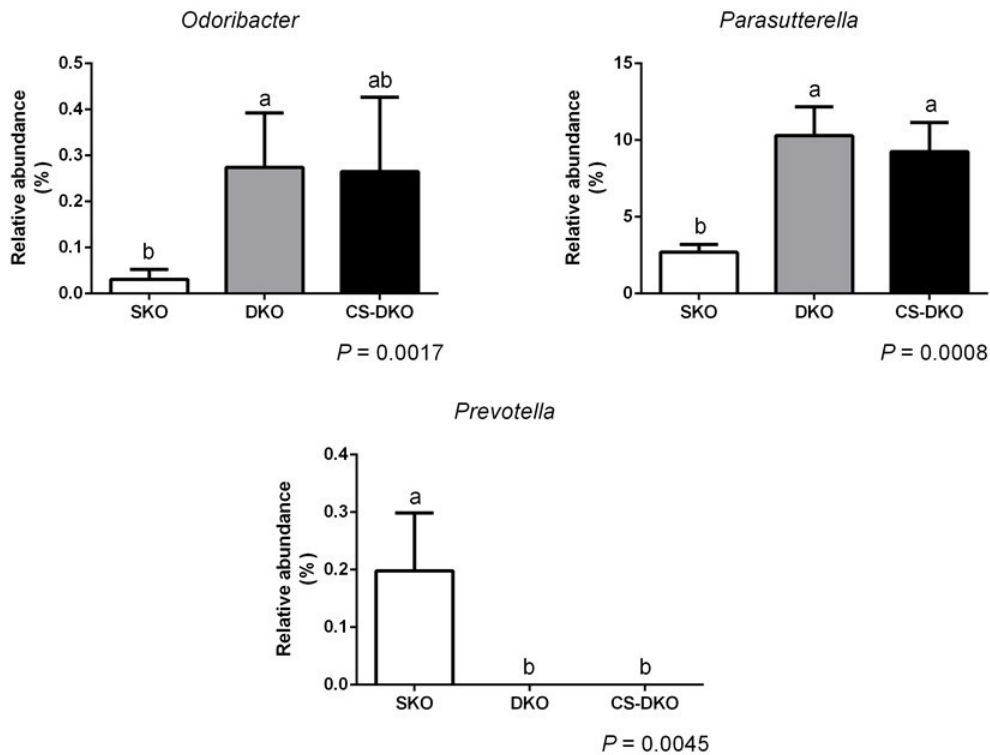 Odoribacter
Relative abundance
(%)
0.5
0.4
0.3
0.2
0.1
0.0
b
a
ab
SKO
DKO
CS-DKO
P = 0.0017
Parasutterella
Relative abundance
(%)
15
10
5
0
b
a
a
SKO
DKO
CS-DKO
P = 0.0008
Prevotella
Relative abundance
(%)
0.4
0.3
0.2
0.1
0.0
a
b
b
SKO
DKO
CS-DKO
P = 0.0045